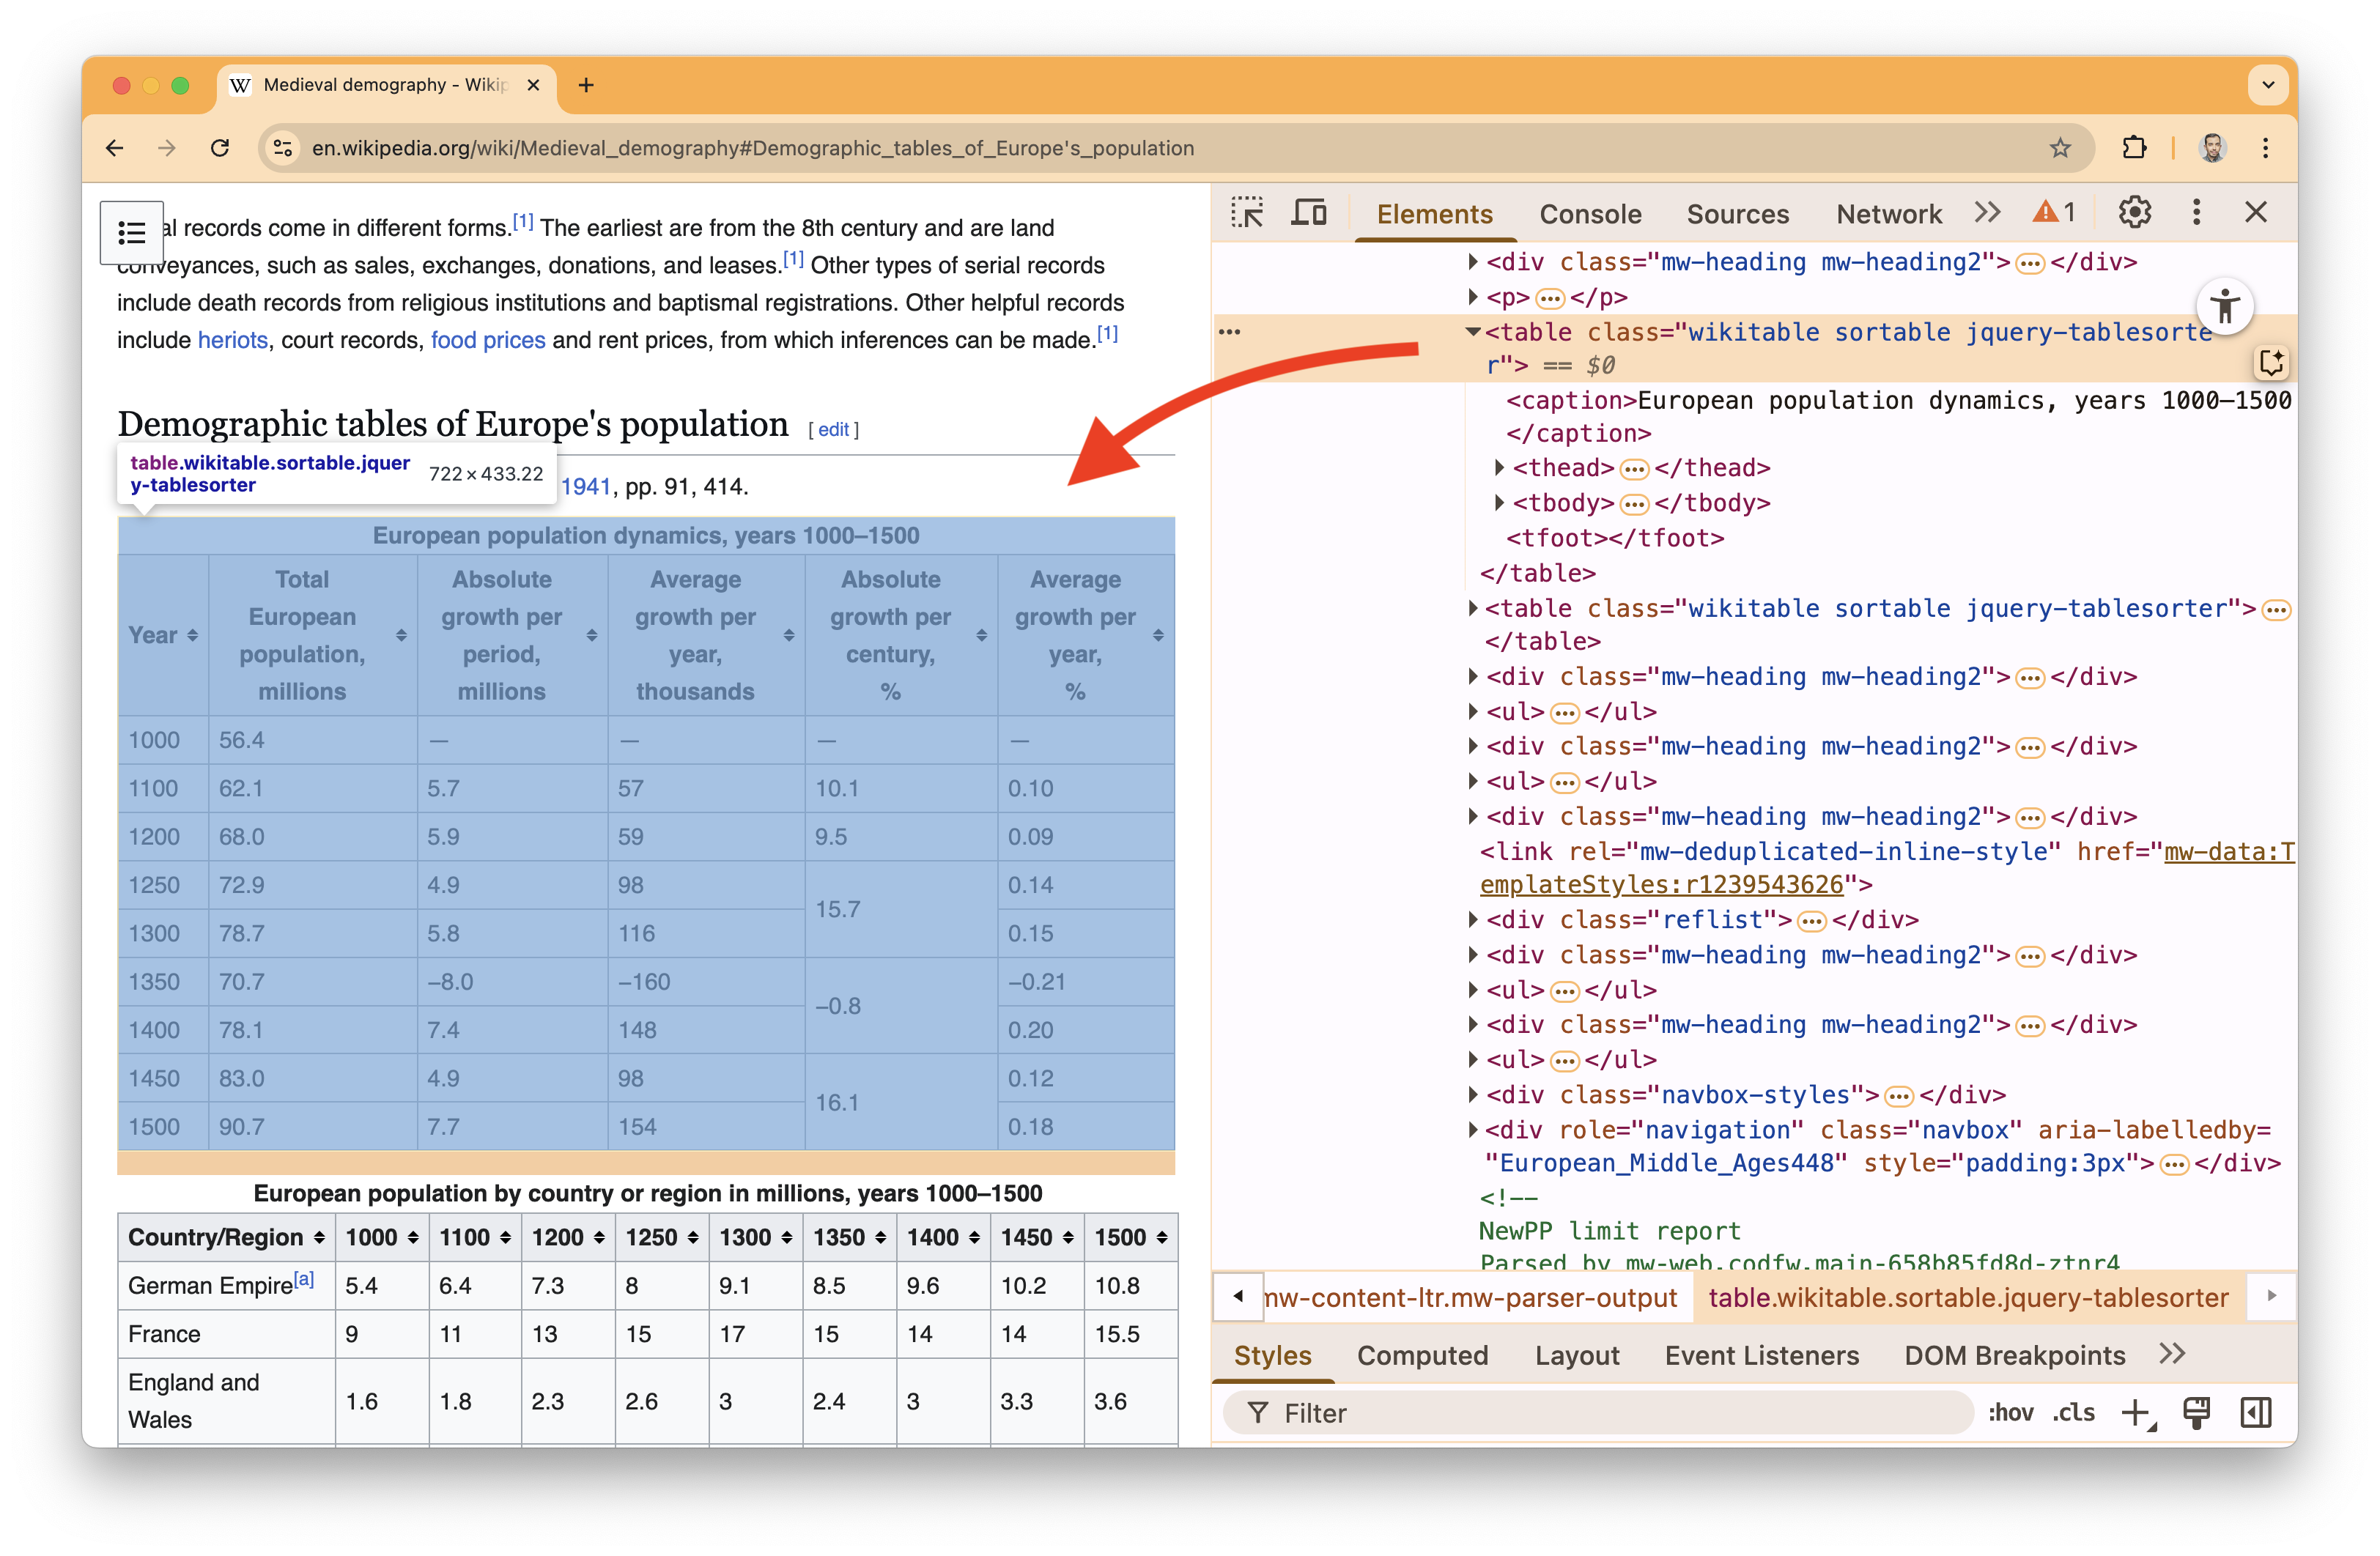 Medieval demography - Wikip
en.wikipedia.org/wiki/Medieval_demography#Demographic_tables_of_Europe's_population
al records come in different forms.[1] The earliest are from the 8th century and are land
conveyances, such as sales, exchanges, donations, and leases.[1] Other types of serial records
include death records from religious institutions and baptismal registrations. Other helpful records
include heriots, court records, food prices and rent prices, from which inferences can be made.[1]
Demographic tables of Europe's population [ edit ]
table.wikitable.sortable.jquer
y-tablesorter 722 × 433.22
1941, pp. 91, 414.
European population dynamics, years 1000–1500
Year Total European population, millions Absolute growth per period, millions Average growth per year, thousands Absolute growth per century, % Average growth per year, %
1000 56.4 — — — —
1100 62.1 5.7 57 10.1 0.10
1200 68.0 5.9 59 9.5 0.09
1250 72.9 4.9 98 15.7 0.14
1300 78.7 5.8 116 0.15
1350 70.7 –8.0 –160 –0.8 –0.21
1400 78.1 7.4 148 0.20
1450 83.0 4.9 98 16.1 0.12
1500 90.7 7.7 154 0.18
European population by country or region in millions, years 1000–1500
Country/Region 1000 1100 1200 1250 1300 1350 1400 1450 1500
German Empire[a] 5.4 6.4 7.3 8 9.1 8.5 9.6 10.2 10.8
France 9 11 13 15 17 15 14 14 15.5
England and Wales 1.6 1.8 2.3 2.6 3 2.4 3 3.3 3.6
Elements Console Sources Network 1
<div class="mw-heading mw-heading2">…</div>
<p>…</p>
<table class="wikitable sortable jquery-tablesorte
r"> == $0
<caption>European population dynamics, years 1000–1500
</caption>
<thead>…</thead>
<tbody>…</tbody>
<tfoot></tfoot>
</table>
<table class="wikitable sortable jquery-tablesorter">…
</table>
<div class="mw-heading mw-heading2">…</div>
<ul>…</ul>
<div class="mw-heading mw-heading2">…</div>
<ul>…</ul>
<div class="mw-heading mw-heading2">…</div>
<link rel="mw-deduplicated-inline-style" href="mw-data:T
emplateStyles:r1239543626">
<div class="reflist">…</div>
<div class="mw-heading mw-heading2">…</div>
<ul>…</ul>
<div class="mw-heading mw-heading2">…</div>
<ul>…</ul>
<div class="navbox-styles">…</div>
<div role="navigation" class="navbox" aria-labelledby=
"European_Middle_Ages448" style="padding:3px">…</div>
<!--
NewPP limit report
Parsed by mw-web.codfw.main-658b85fd8d-ztnr4
mw-content-ltr.mw-parser-output table.wikitable.sortable.jquery-tablesorter
Styles Computed Layout Event Listeners DOM Breakpoints
Filter :hov .cls